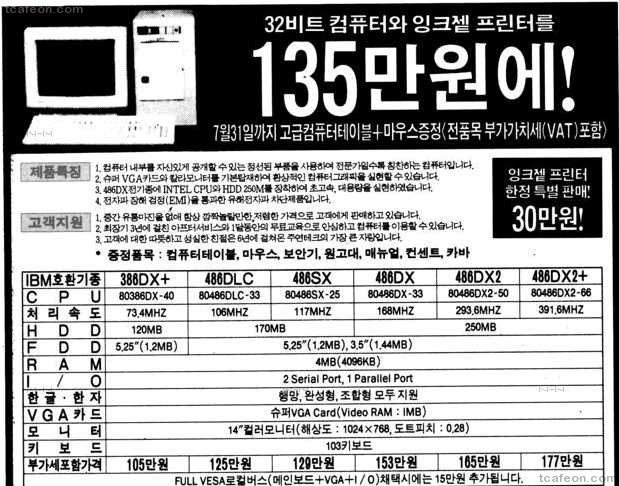 tcafeon.com
32비트 컴퓨터와 잉크젵 프린터를
135만원에!
7월31일까지 고급컴퓨터테이블+마우스증정(전품목 부가가치세(VAT)포함)
제품특징
1. 컴퓨터 내부를 자신있게 공개할 수 있는 정선된 부품을 사용하여 전문가일수록 칭찬하는 컴퓨터입니다.
2. 슈퍼 VGA카드와 칼라모니터를 기본탑재하여 환상적인 컴퓨터그래픽을 실현할 수 있습니다.
3. 486DX전기종에 INTEL CPU와 HDD 250M를 장착하여 초고속, 대용량을 실현하였습니다.
4. 전자파 장해 검정(EMI)을 통과한 유해전자파 차단제품입니다.
고객지원
1. 중간 유통마진을 없애 항상 깜짝놀랄만한 저렴한 가격으로 고객에게 판매하고 있습니다.
2. 최장기 3년에 걸친 아프터서비스와 1달동안의 무료교육으로 안심하고 컴퓨터를 이용할 수 있습니다.
3. 고객에 대한 따뜻하고 성실한 친절은 6년에 걸쳐온 주연테크의 가장 큰 자랑입니다.
* 증정품목 : 컴퓨터테이블, 마우스, 보안기, 원고대, 매뉴얼, 컨센트, 카바
잉크젵 프린터
한정 특별 판매!
30만원!
IBM호환기종 386DX+ 486DLC 486SX 486DX 486DX2 486DX2+
CPU 80386DX-40 80486DLC-33 80486SX-25 80486DX-33 80486DX2-50 80486DX2-66
처리속도 73.4MHZ 106MHZ 117MHZ 168MHZ 293.6MHZ 391.6MHZ
HDD 120MB 170MB 250MB
FDD 5.25"(1.2MB) 5.25"(1.2MB), 3.5"(1.44MB)
RAM 4MB(4096KB)
I/O 2 Serial Port, 1 Parallel Port
한글·한자 행망, 완성형, 조합형 모두 지원
VGA카드 슈퍼VGA Card(Video RAM : 1MB)
모니터 14"컬러모니터(해상도 : 1024×768, 도트피치 : 0.28)
키보드 103키보드
부가세포함가격 105만원 125만원 129만원 153만원 165만원 177만원
FULL VESA로컬버스(메인보드+VGA+I/O)채택시에는 15만원 추가됩니다.
tcafeon.com